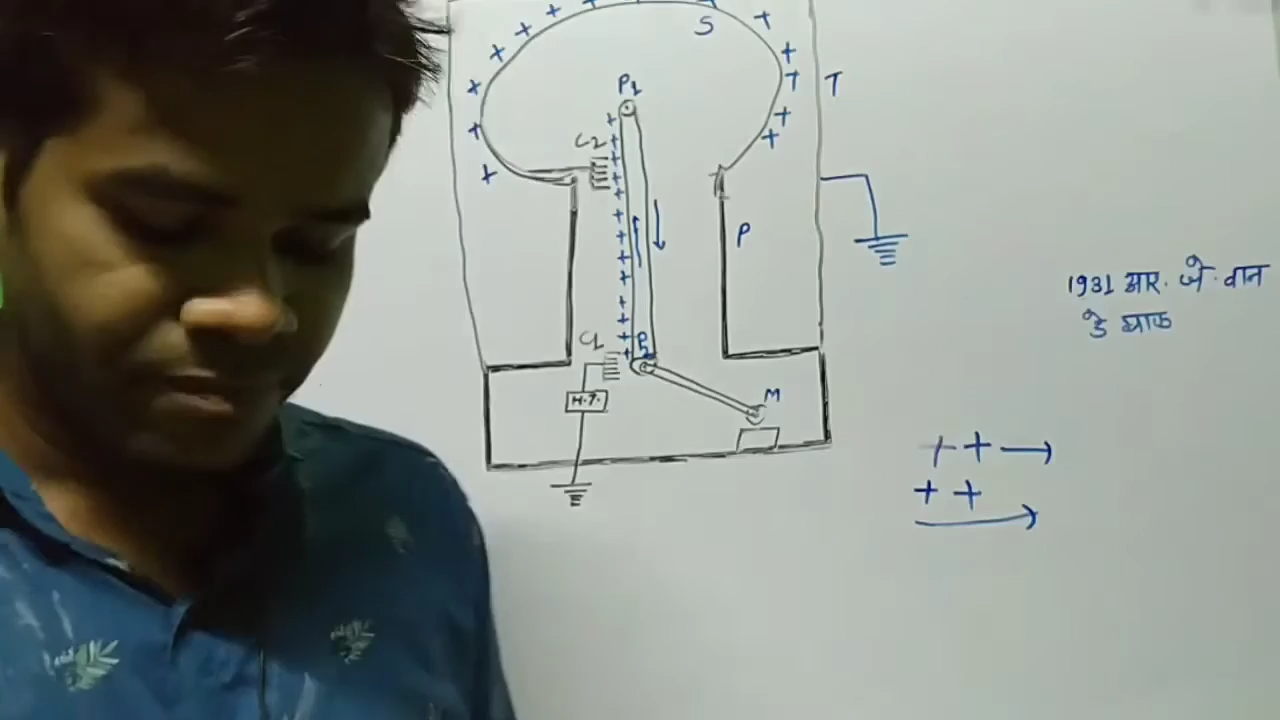 S
T
P1
C2
P
1931 आर. जे. वान
डे ग्राफ
C1
P2
H.T.
M
+ + →
+ +